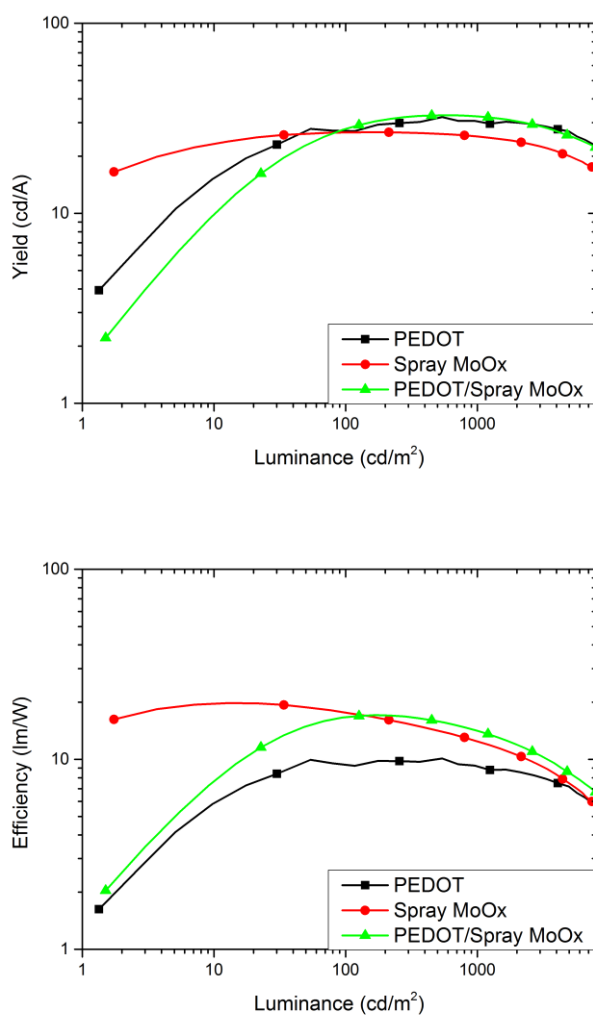 100
10
1
Yield (cd/A)
PEDOT
Spray MoOx
PEDOT/Spray MoOx
1 10 100 1000
Luminance (cd/m²)
100
10
1
Efficiency (lm/W)
PEDOT
Spray MoOx
PEDOT/Spray MoOx
1 10 100 1000
Luminance (cd/m²)